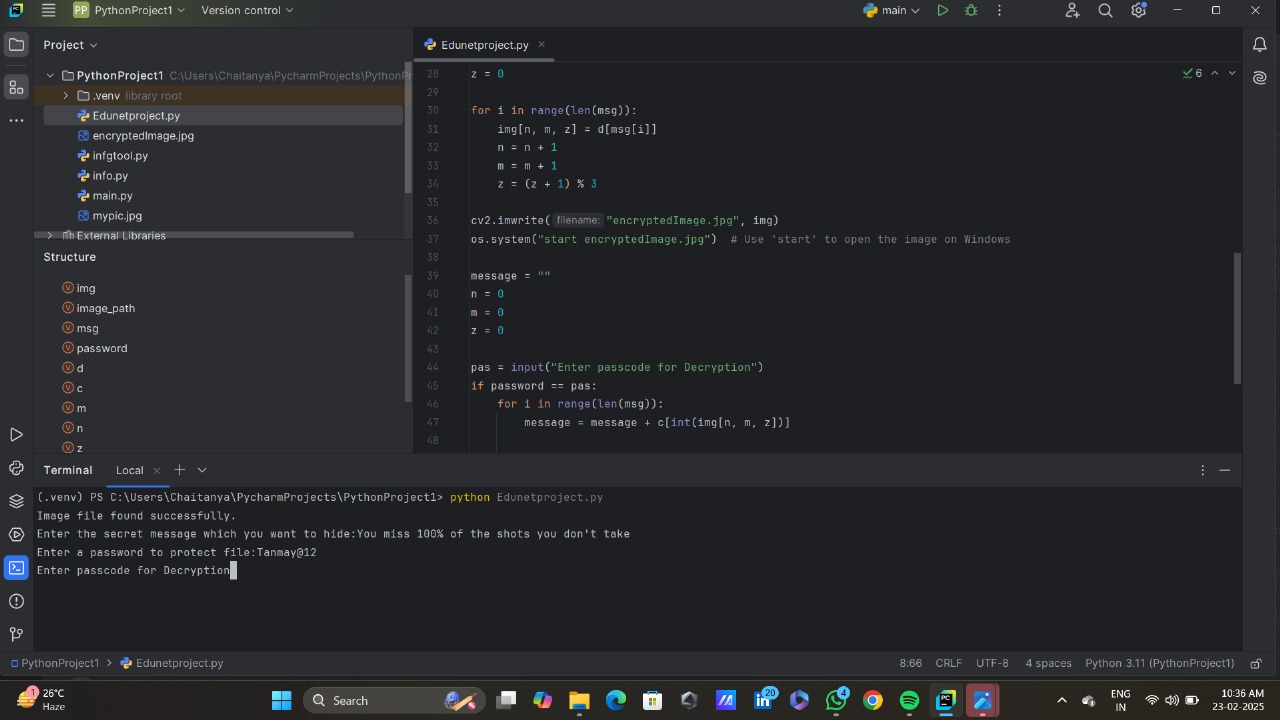 PP PythonProject1 Version control main
Project
PythonProject1 C:\Users\Chaitanya\PycharmProjects\PythonPr
.venv library root
Edunetproject.py
encryptedImage.jpg
infgtool.py
info.py
main.py
mypic.jpg
External Libraries
Structure
img
image_path
msg
password
d
c
m
n
z
Edunetproject.py
6
28 z = 0
29
30 for i in range(len(msg)):
31 img[n, m, z] = d[msg[i]]
32 n = n + 1
33 m = m + 1
34 z = (z + 1) % 3
35
36 cv2.imwrite( filename: "encryptedImage.jpg", img)
37 os.system("start encryptedImage.jpg") # Use 'start' to open the image on Windows
38
39 message = ""
40 n = 0
41 m = 0
42 z = 0
43
44 pas = input("Enter passcode for Decryption")
45 if password == pas:
46 for i in range(len(msg)):
47 message = message + c[int(img[n, m, z])]
48
Terminal Local
(.venv) PS C:\Users\Chaitanya\PycharmProjects\PythonProject1> python Edunetproject.py
Image file found successfully.
Enter the secret message which you want to hide:You miss 100% of the shots you don't take
Enter a password to protect file:Tanmay@12
Enter passcode for Decryption
PythonProject1 > Edunetproject.py 8:66 CRLF UTF-8 4 spaces Python 3.11 (PythonProject1)
1 26°C
Haze
Search
20
4
ENG
IN
10:36 AM
23-02-2025